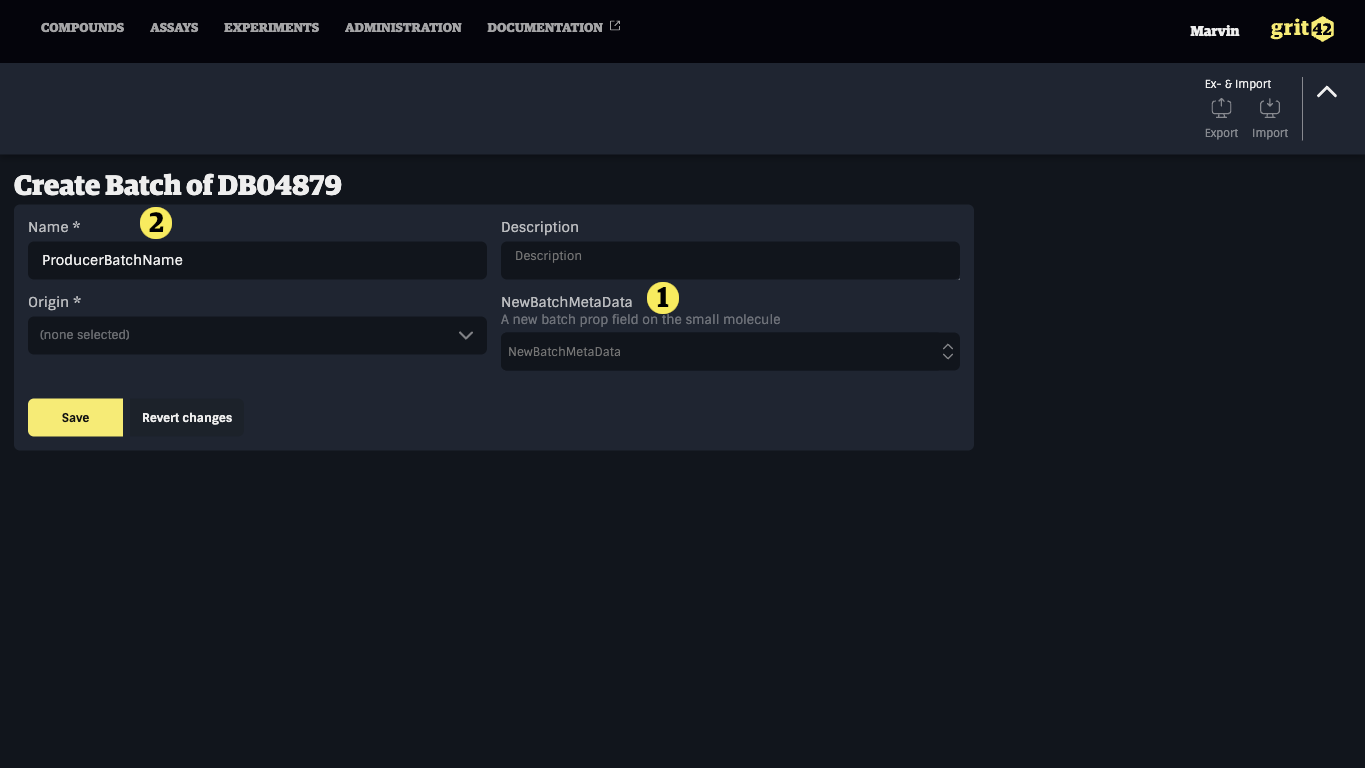 COMPOUNDS ASSAYS EXPERIMENTS ADMINISTRATION DOCUMENTATION Marvin grit42
Ex- & Import
Export Import
Create Batch of DB04879
Name * 2 Description
ProducerBatchName Description
Origin * NewBatchMetaData 1
A new batch prop field on the small molecule
(none selected) NewBatchMetaData
Save Revert changes